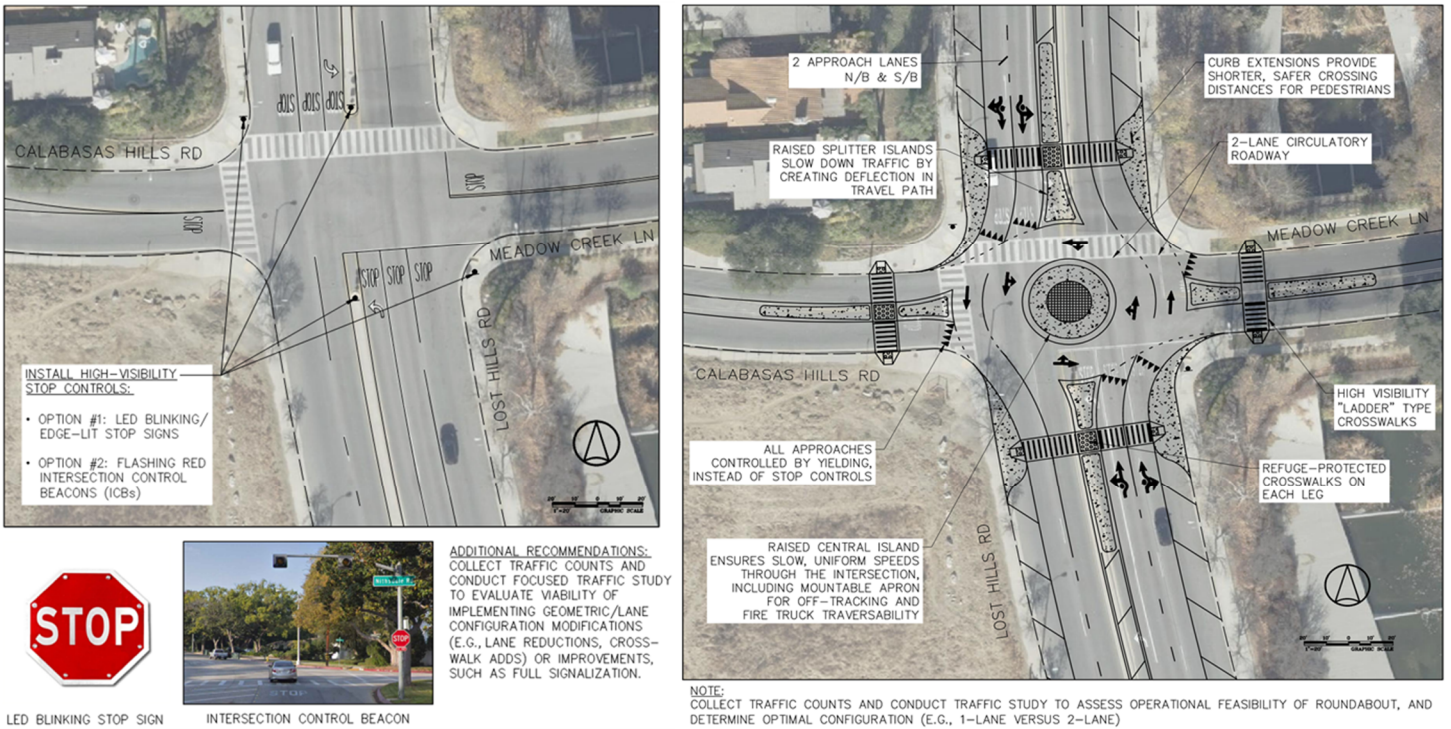 CALABASAS HILLS RD
STOP STOP STOP
STOP
STOP
MEADOW CREEK LN
STOP STOP STOP
LOST HILLS RD
INSTALL HIGH-VISIBILITY
STOP CONTROLS:
• OPTION #1: LED BLINKING/
EDGE-LIT STOP SIGNS
• OPTION #2: FLASHING RED
INTERSECTION CONTROL
BEACONS (ICBs)
GRAPHIC SCALE
STOP
LED BLINKING STOP SIGN
STOP
STOP
INTERSECTION CONTROL BEACON
ADDITIONAL RECOMMENDATIONS:
COLLECT TRAFFIC COUNTS AND
CONDUCT FOCUSED TRAFFIC STUDY
TO EVALUATE VIABILITY OF
IMPLEMENTING GEOMETRIC/LANE
CONFIGURATION MODIFICATIONS
(E.G., LANE REDUCTIONS, CROSS-
WALK ADDS) OR IMPROVEMENTS,
SUCH AS FULL SIGNALIZATION.
2 APPROACH LANES
N/B & S/B
CURB EXTENSIONS PROVIDE
SHORTER, SAFER CROSSING
DISTANCES FOR PEDESTRIANS
RAISED SPLITTER ISLANDS
SLOW DOWN TRAFFIC BY
CREATING DEFLECTION IN
TRAVEL PATH
2-LANE CIRCULATORY
ROADWAY
MEADOW CREEK LN
CALABASAS HILLS RD
HIGH VISIBILITY
"LADDER" TYPE
CROSSWALKS
ALL APPROACHES
CONTROLLED BY YIELDING,
INSTEAD OF STOP CONTROLS
REFUGE-PROTECTED
CROSSWALKS ON
EACH LEG
RAISED CENTRAL ISLAND
ENSURES SLOW, UNIFORM SPEEDS
THROUGH THE INTERSECTION,
INCLUDING MOUNTABLE APRON
FOR OFF-TRACKING AND
FIRE TRUCK TRAVERSABILITY
LOST HILLS RD
GRAPHIC SCALE
NOTE:
COLLECT TRAFFIC COUNTS AND CONDUCT TRAFFIC STUDY TO ASSESS OPERATIONAL FEASIBILITY OF ROUNDABOUT, AND
DETERMINE OPTIMAL CONFIGURATION (E.G., 1-LANE VERSUS 2-LANE)